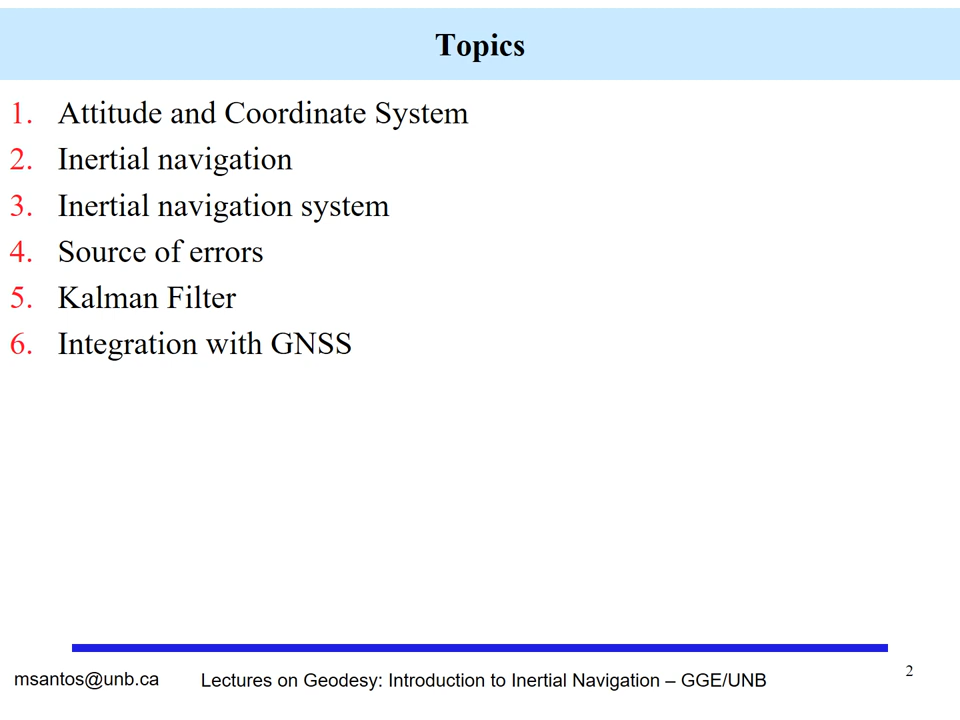 Topics
1. Attitude and Coordinate System
2. Inertial navigation
3. Inertial navigation system
4. Source of errors
5. Kalman Filter
6. Integration with GNSS
msantos@unb.ca Lectures on Geodesy: Introduction to Inertial Navigation – GGE/UNB 2